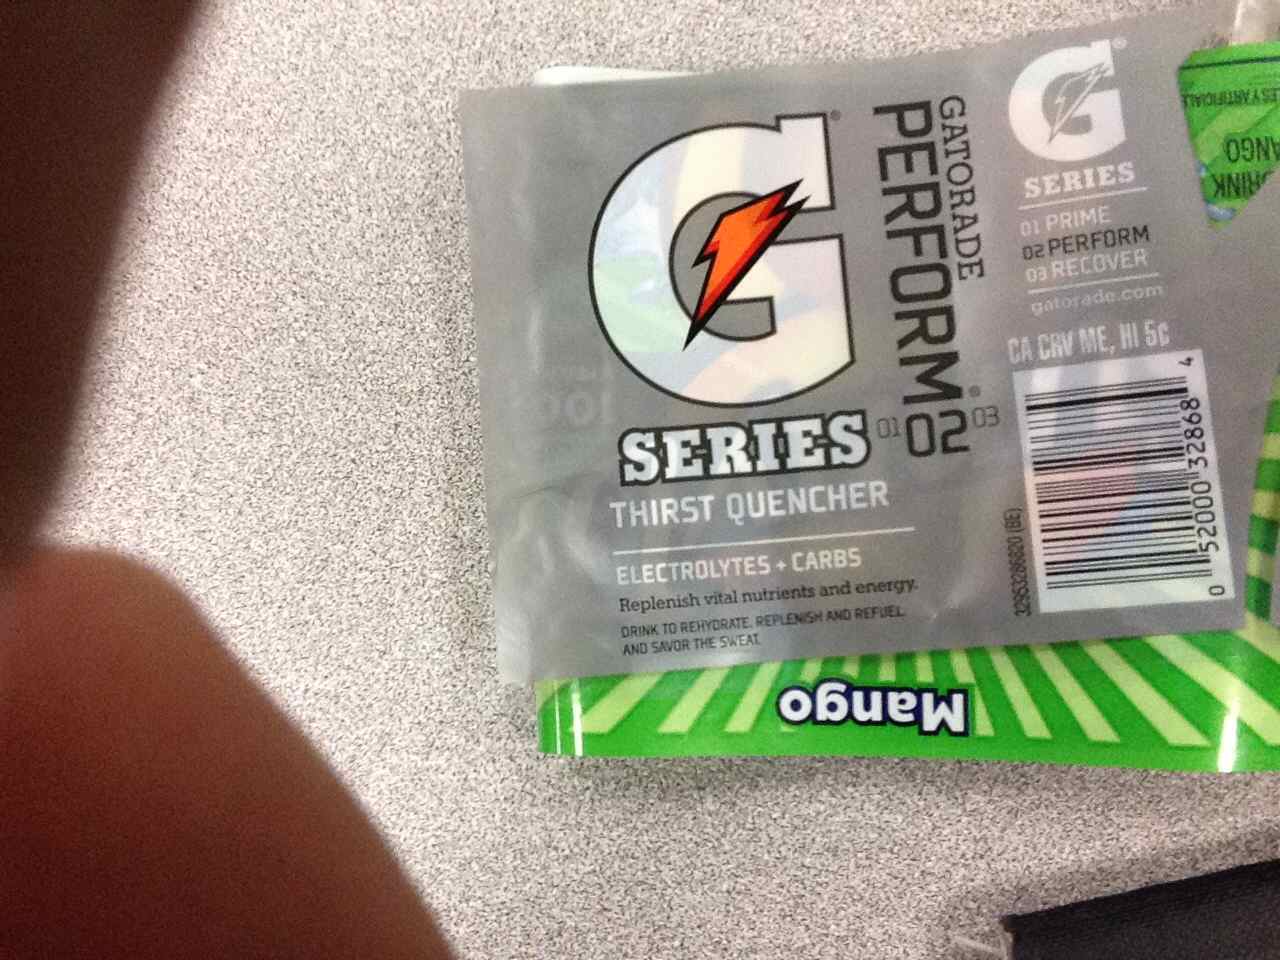 Mango
SERIES
THIRST QUENCHER
ELECTROLYTES + CARBS
Replenish vital nutrients and energy.
DRINK TO REHYDRATE, REPLENISH AND REFUEL,
AND SAVOR THE SWEAT.
GATORADE
PERFORM 02
01
03
G
SERIES
01 PRIME
02 PERFORM
03 RECOVER
gatorade.com
CA CRV ME, HI 5¢
0 52000 32868 4
DRINK
ANGO
LES Y ARTIFICIALE